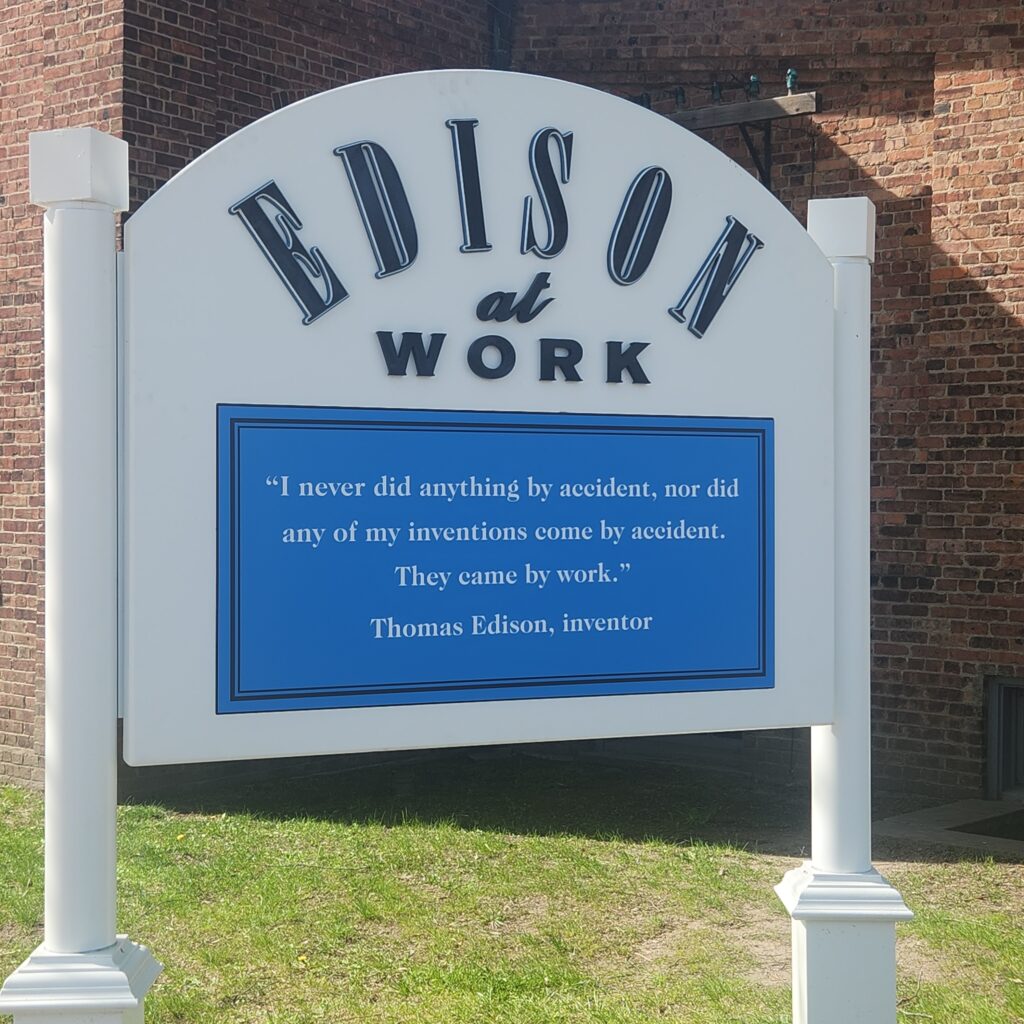 EDISON
at
WORK
“I never did anything by accident, nor did
any of my inventions come by accident.
They came by work.”
Thomas Edison, inventor